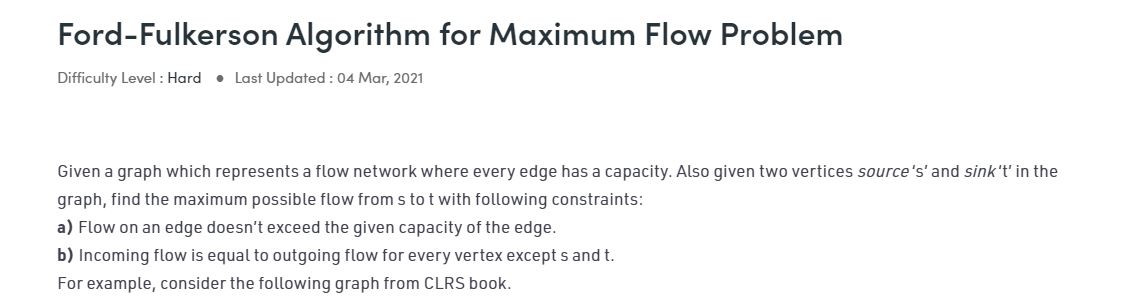 Ford-Fulkerson Algorithm for Maximum Flow Problem
Difficulty Level : Hard ● Last Updated : 04 Mar, 2021
Given a graph which represents a flow network where every edge has a capacity. Also given two vertices source ‘s’ and sink ‘t’ in the
graph, find the maximum possible flow from s to t with following constraints:
a) Flow on an edge doesn’t exceed the given capacity of the edge.
b) Incoming flow is equal to outgoing flow for every vertex except s and t.
For example, consider the following graph from CLRS book.